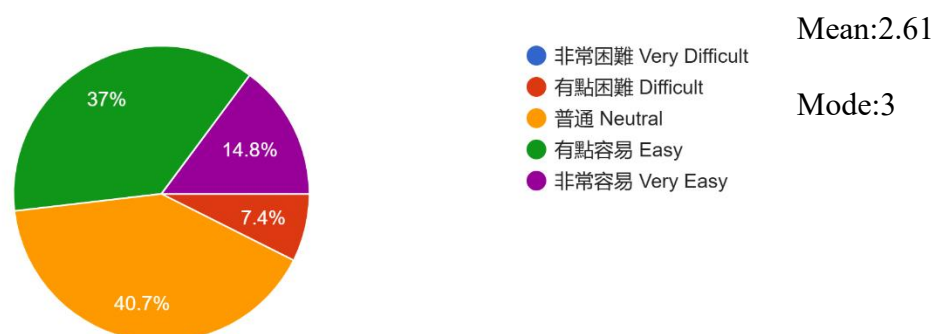 37%
14.8%
7.4%
40.7%
非常困難 Very Difficult
有點困難 Difficult
普通 Neutral
有點容易 Easy
非常容易 Very Easy
Mean:2.61
Mode:3